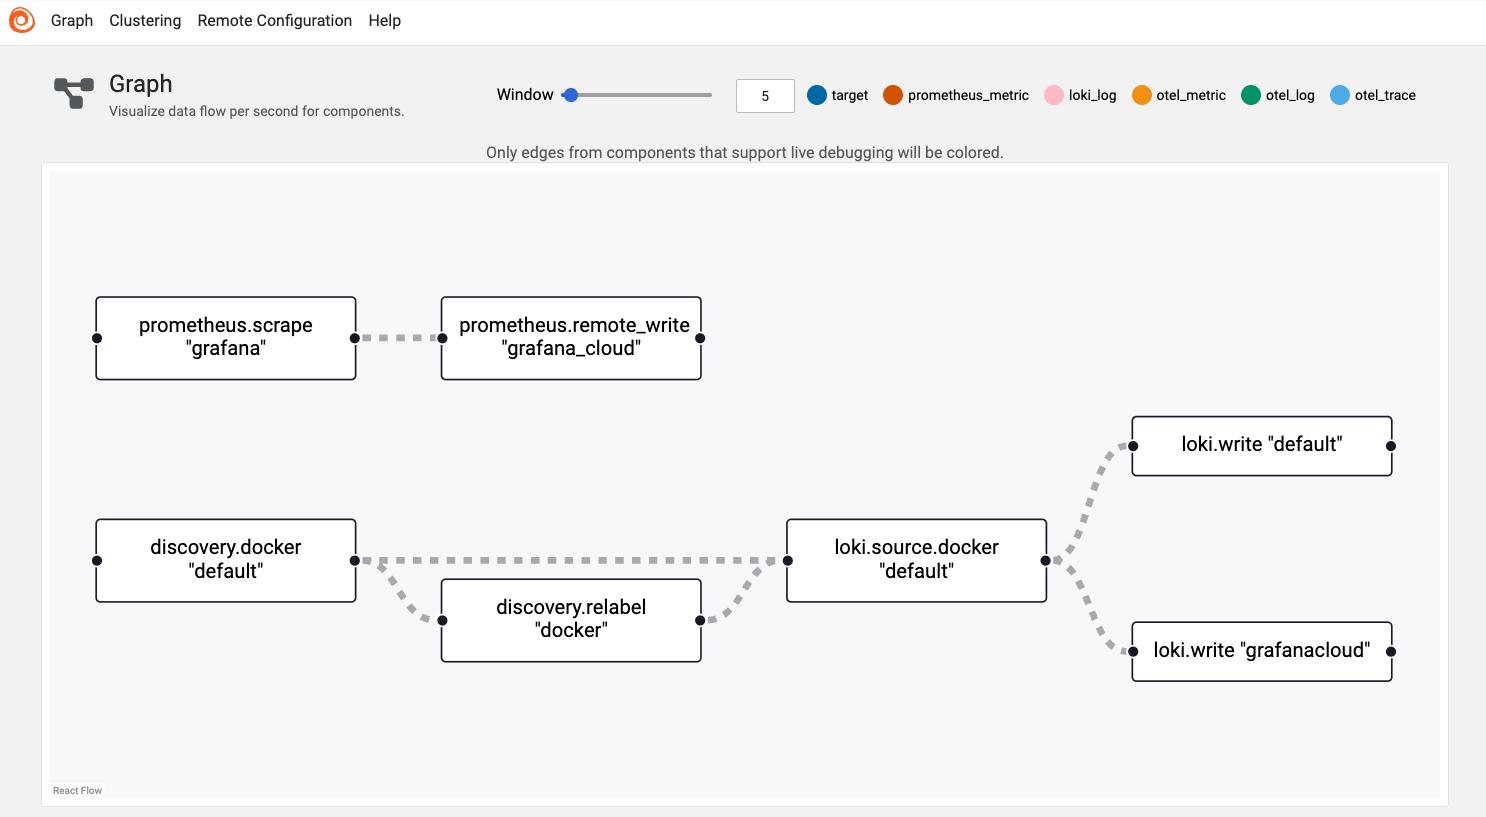 Graph Clustering Remote Configuration Help
Graph
Visualize data flow per second for components.
Window 5 target prometheus_metric loki_log otel_metric otel_log otel_trace
Only edges from components that support live debugging will be colored.
prometheus.scrape
"grafana"
prometheus.remote_write
"grafana_cloud"
loki.write "default"
discovery.docker
"default"
loki.source.docker
"default"
discovery.relabel
"docker"
loki.write "grafanacloud"
React Flow